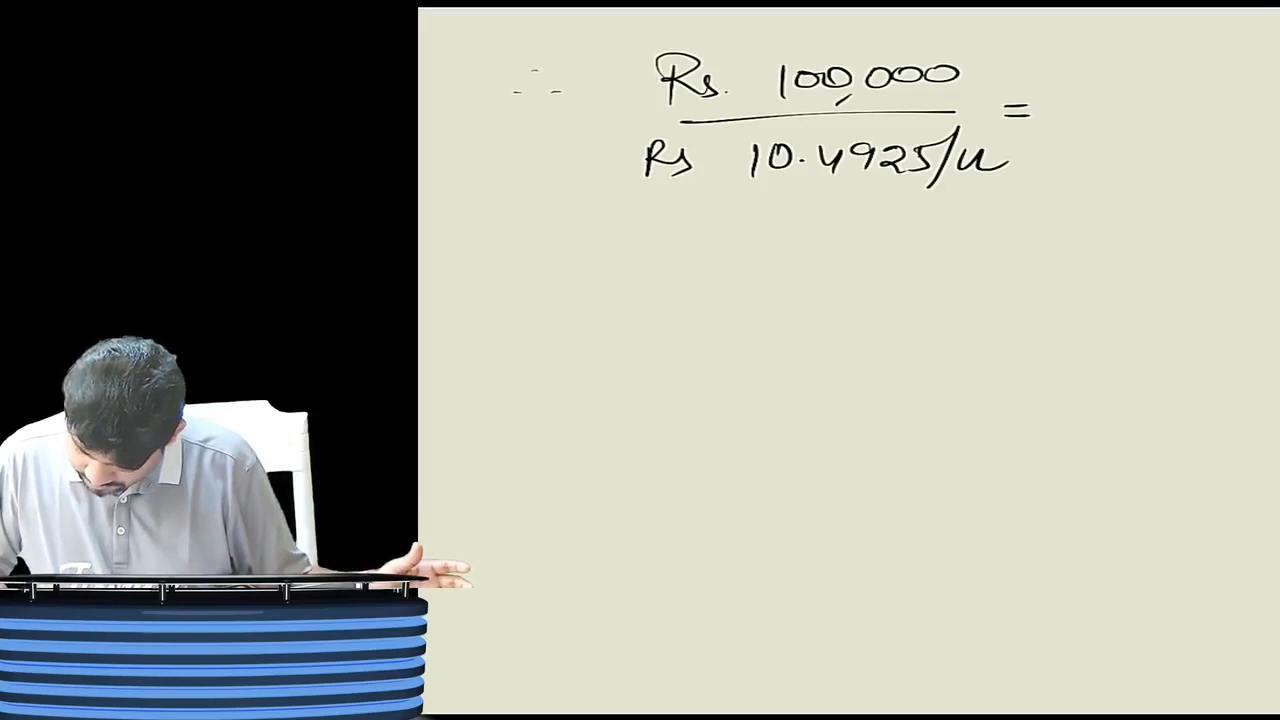 ∴ Rs. 100,000
=
Rs 10.4925/u